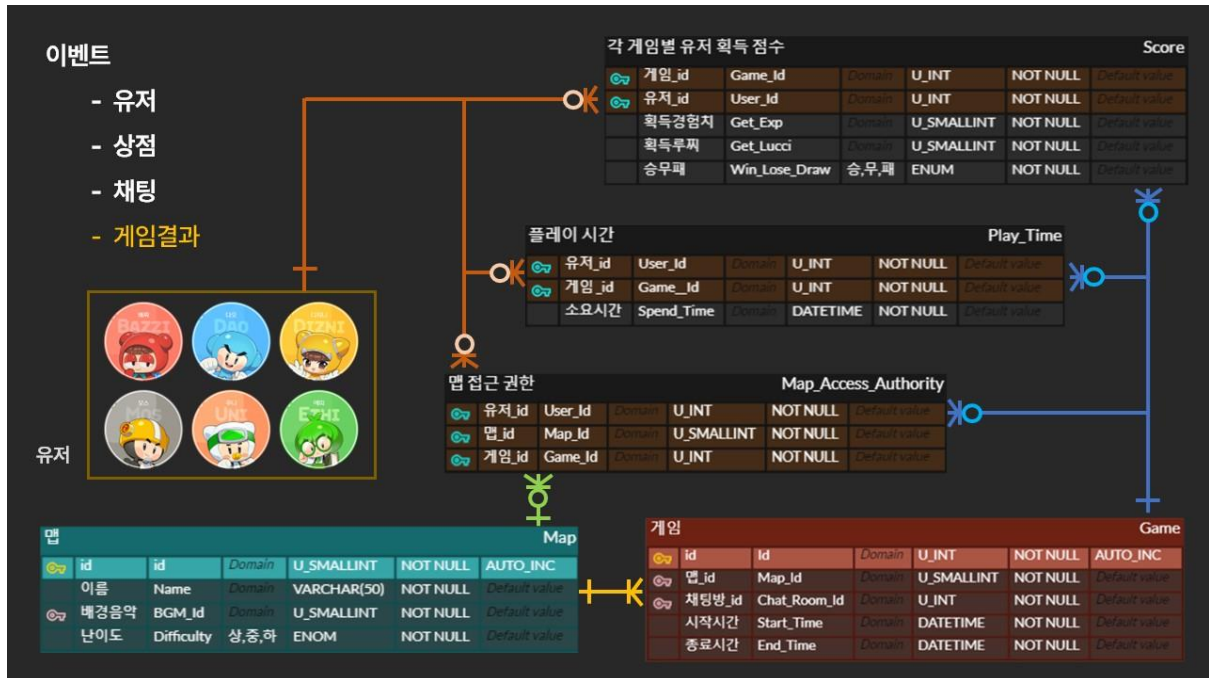 이벤트
- 유저
- 상점
- 채팅
- 게임결과
각 게임별 유저 획득 점수 Score
게임_id Game_Id Domain U_INT NOT NULL Default value
유저_id User_Id Domain U_INT NOT NULL Default value
획득경험치 Get_Exp Domain U_SMALLINT NOT NULL Default value
획득루찌 Get_Lucci Domain U_SMALLINT NOT NULL Default value
승무패 Win_Lose_Draw 승,무,패 ENUM NOT NULL Default value
플레이 시간 Play_Time
유저_id User_Id Domain U_INT NOT NULL Default value
게임_id Game__Id Domain U_INT NOT NULL Default value
소요시간 Spend_Time Domain DATETIME NOT NULL Default value
맵 접근 권한 Map_Access_Authority
유저_id User_Id Domain U_INT NOT NULL Default value
맵_id Map_Id Domain U_SMALLINT NOT NULL Default value
게임_id Game_Id Domain U_INT NOT NULL Default value
BAZZI DAO DIZNI
MOS UNI ETHI
유저
맵 Map
id id Domain U_SMALLINT NOT NULL AUTO_INC
이름 Name Domain VARCHAR(50) NOT NULL Default value
배경음악 BGM_Id Domain U_SMALLINT NOT NULL Default value
난이도 Difficulty 상,중,하 ENOM NOT NULL Default value
게임 Game
id Id Domain U_INT NOT NULL AUTO_INC
맵_id Map_Id Domain U_SMALLINT NOT NULL Default value
채팅방_id Chat_Room_Id Domain U_INT NOT NULL Default value
시작시간 Start_Time Domain DATETIME NOT NULL Default value
종료시간 End_Time Domain DATETIME NOT NULL Default value